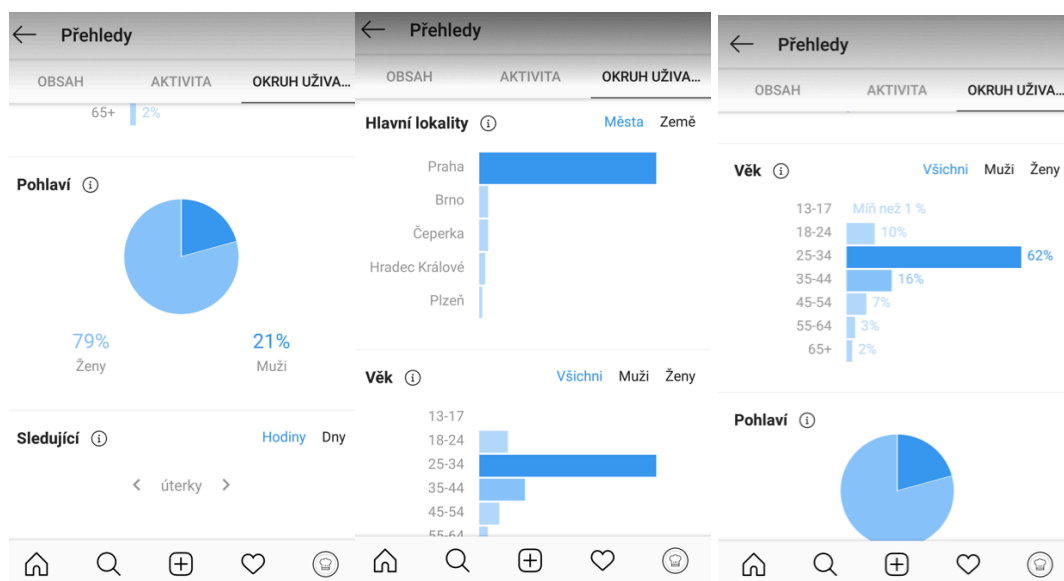 Přehledy
OBSAH AKTIVITA OKRUH UŽIVA...
65+ 2%
Pohlaví
79% 21%
Ženy Muži
Sledující Hodiny Dny
úterky
Přehledy
OBSAH AKTIVITA OKRUH UŽIVA...
Hlavní lokality Města Země
Praha
Brno
Čeperka
Hradec Králové
Plzeň
Věk Všichni Muži Ženy
13-17
18-24
25-34
35-44
45-54
55-64
Přehledy
OBSAH AKTIVITA OKRUH UŽIVA...
Věk Všichni Muži Ženy
13-17 Míň než 1 %
18-24 10%
25-34 62%
35-44 16%
45-54 7%
55-64 3%
65+ 2%
Pohlaví